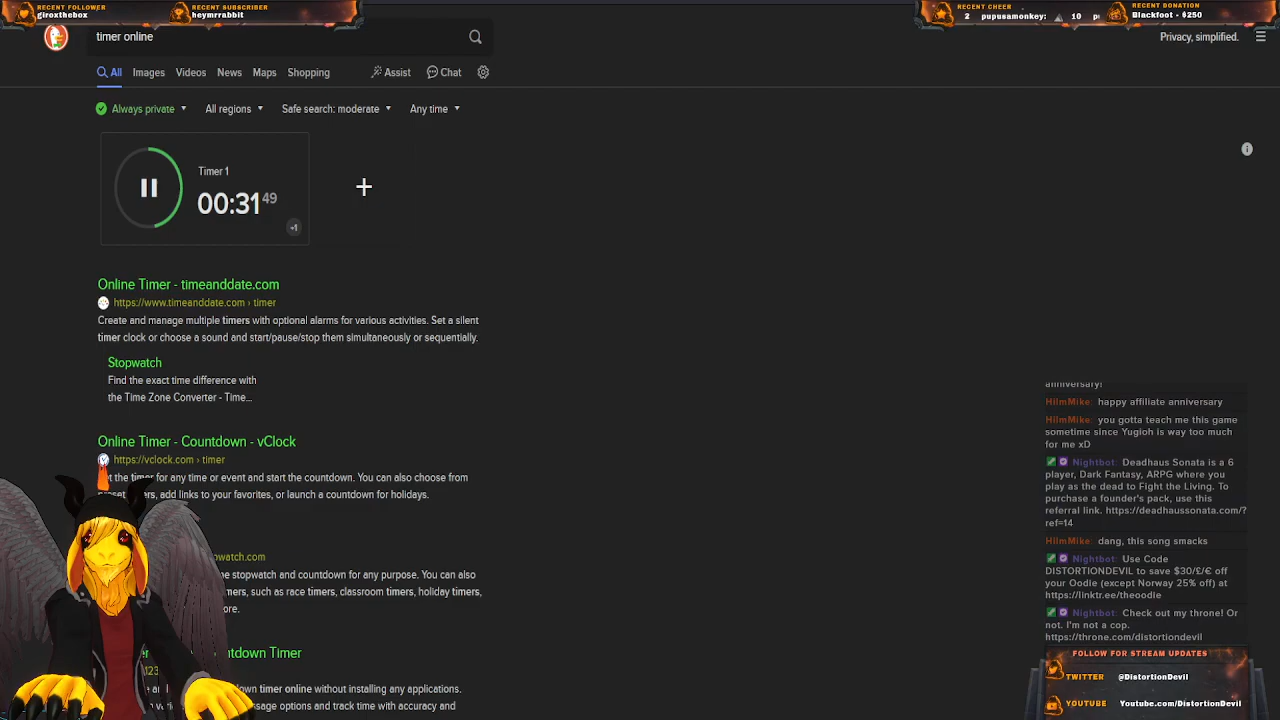 RECENT FOLLOWER
giroxthebox
RECENT SUBSCRIBER
heymrrabbit
RECENT CHEER
2 pupusamonkey: 10
RECENT DONATION
Blackfoot - $250
timer online
Privacy, simplified.
All Images Videos News Maps Shopping Assist Chat
Always private All regions Safe search: moderate Any time
Timer 1
00:31 49
+1
Online Timer - timeanddate.com
https://www.timeanddate.com › timer
Create and manage multiple timers with optional alarms for various activities. Set a silent
timer clock or choose a sound and start/pause/stop them simultaneously or sequentially.
Stopwatch
Find the exact time difference with
the Time Zone Converter - Time...
Online Timer - Countdown - vClock
https://vclock.com › timer
the timer for any time or event and start the countdown. You can also choose from
timers, add links to your favorites, or launch a countdown for holidays.
watch.com
e stopwatch and countdown for any purpose. You can also
mers, such as race timers, classroom timers, holiday timers,
ore.
tdown Timer
123
e and
down timer online without installing any applications.
sage options and track time with accuracy and
anniversary!
HilmMike: happy affiliate anniversary
HilmMike: you gotta teach me this game
sometime since Yugioh is way too much
for me xD
Nightbot: Deadhaus Sonata is a 6
player, Dark Fantasy, ARPG where you
play as the dead to Fight the Living. To
purchase a founder's pack, use this
referral link. https://deadhaussonata.com/?
ref=14
HilmMike: dang, this song smacks
Nightbot: Use Code
DISTORTIONDEVIL to save $30/£/€ off
your Oodie (except Norway 25% off) at
https://linktr.ee/theoodie
Nightbot: Check out my throne! Or
not. I'm not a cop.
https://throne.com/distortiondevil
FOLLOW FOR STREAM UPDATES
TWITTER @DistortionDevil
YOUTUBE Youtube.com/DistortionDevil